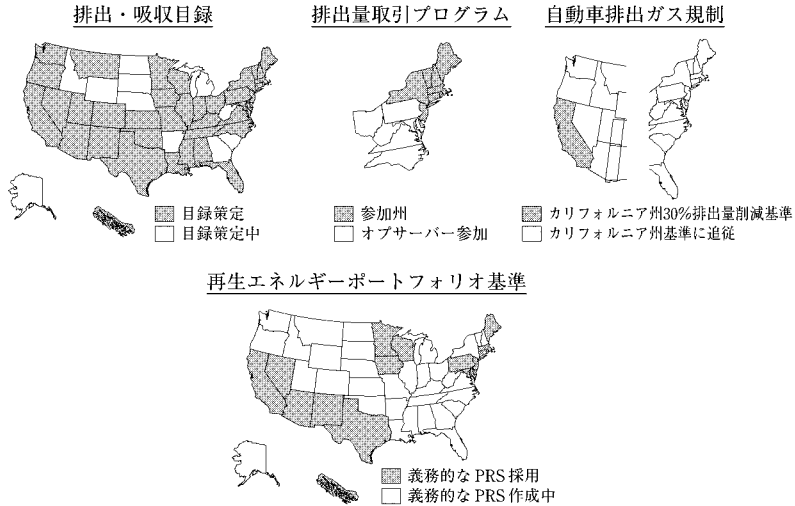 排出・吸収目録
排出量取引プログラム
自動車排出ガス規制
目録策定
目録策定中
参加州
オブサーバー参加
カリフォルニア州30%排出量削減基準
カリフォルニア州基準に追従
再生エネルギーポートフォリオ基準
義務的なPRS採用
義務的なPRS作成中